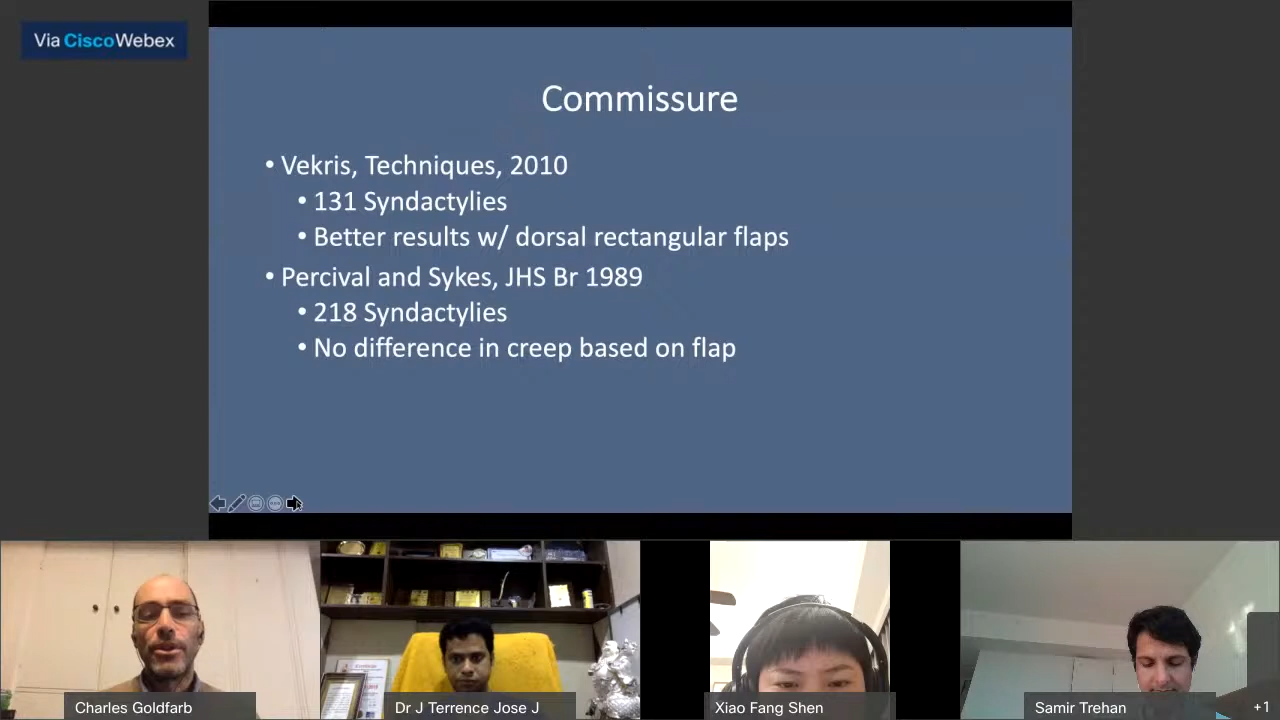 Via CiscoWebex
Commissure
• Vekris, Techniques, 2010
• 131 Syndactylies
• Better results w/ dorsal rectangular flaps
• Percival and Sykes, JHS Br 1989
• 218 Syndactylies
• No difference in creep based on flap
Charles Goldfarb
Dr J Terrence Jose J
Xiao Fang Shen
Samir Trehan
+1